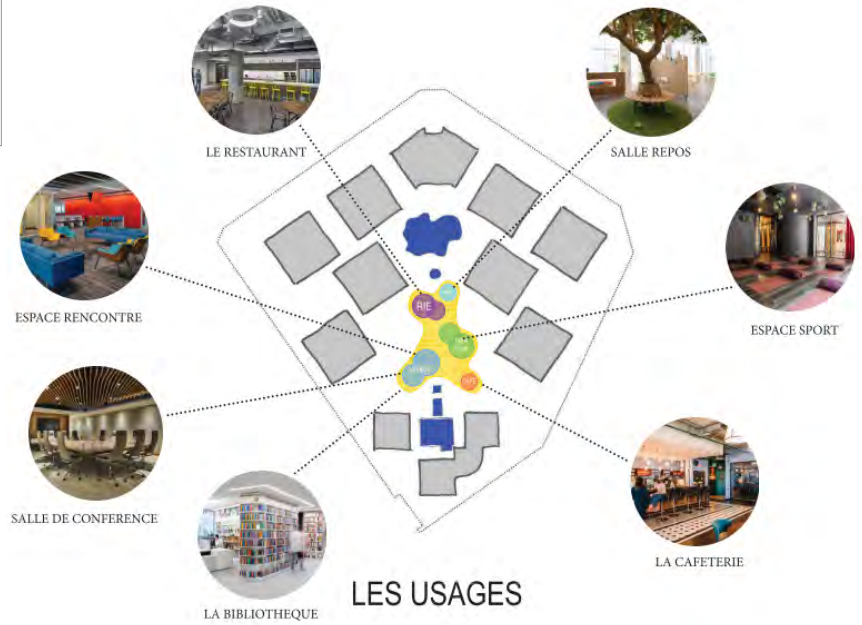 LE RESTAURANT
SALLE REPOS
ESPACE RENCONTRE
ESPACE SPORT
RIE
CAFE
SALLE DE CONFERENCE
LA CAFETERIE
LA BIBLIOTHEQUE
LES USAGES